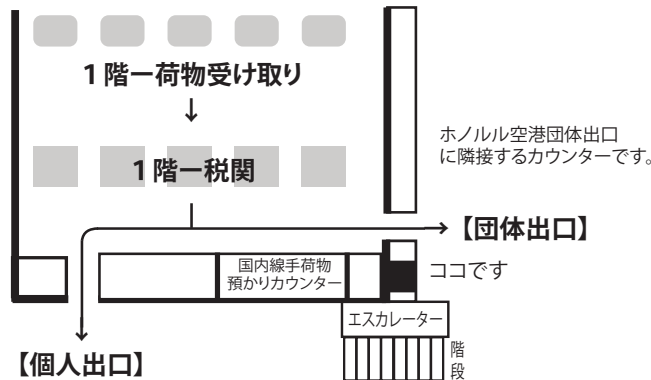 1階ー荷物受け取り
↓
1階ー税関
ホノルル空港団体出口
に隣接するカウンターです。
【団体出口】
国内線手荷物
預かりカウンター
ココです
エスカレーター
階
段
【個人出口】